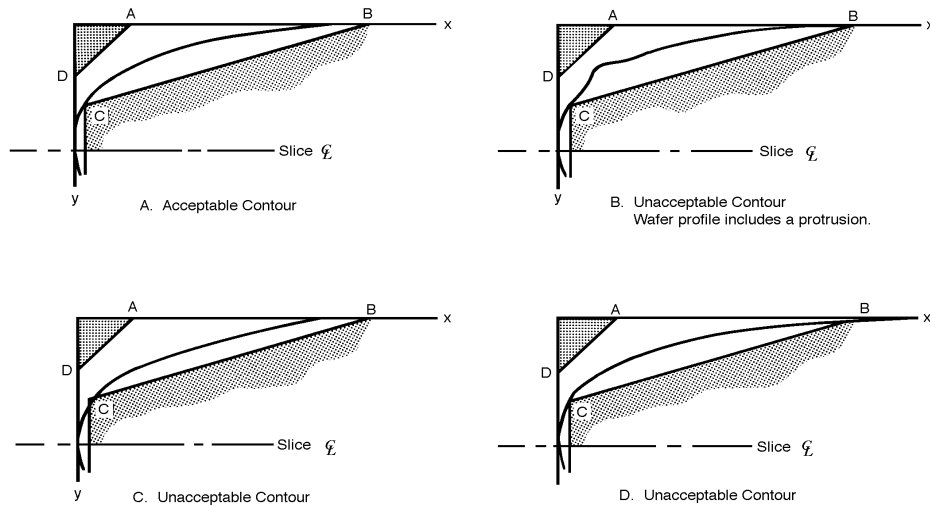 A
B
x
D
C
Slice ℄
y
A. Acceptable Contour
A
B
x
D
C
Slice ℄
y
B. Unacceptable Contour
Wafer profile includes a protrusion.
A
B
x
D
C
Slice ℄
y
C. Unacceptable Contour
A
B
x
D
C
Slice ℄
D. Unacceptable Contour